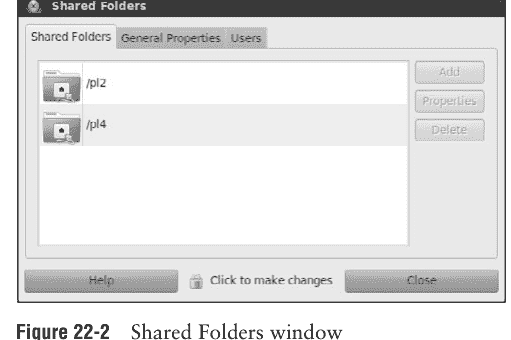 Shared Folders
Shared Folders General Properties Users
/pl2
/pl4
Add
Properties
Delete
Help
Click to make changes
Close
Figure 22-2 Shared Folders window